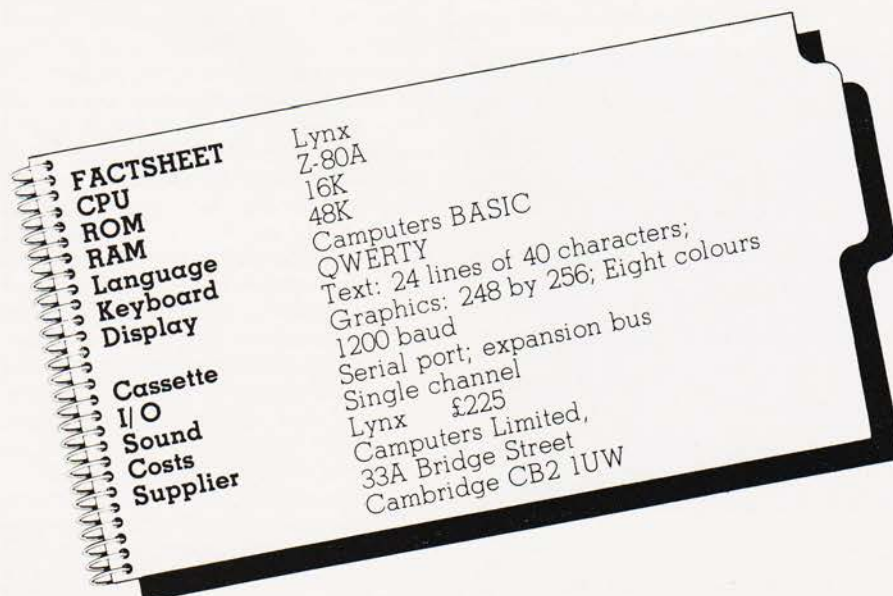 FACTSHEET Lynx
CPU Z-80A
ROM 16K
RAM 48K
Language Camputers BASIC
Keyboard QWERTY
Display Text: 24 lines of 40 characters;
Graphics: 248 by 256; Eight colours
Cassette 1200 baud
I/O Serial port; expansion bus
Sound Single channel
Costs Lynx £225
Supplier Camputers Limited,
33A Bridge Street
Cambridge CB2 1UW